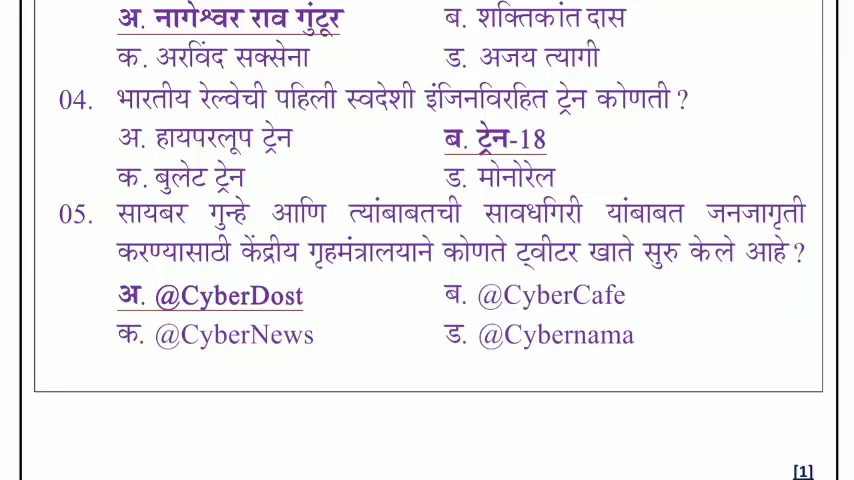 अ. नागेश्वर राव गुंटूर ब. शक्तिकांत दास
क. अरविंद सक्सेना ड. अजय त्यागी
04. भारतीय रेल्वेची पहिली स्वदेशी इंजिनविरहित ट्रेन कोणती ?
अ. हायपरलूप ट्रेन ब. ट्रेन-18
क. बुलेट ट्रेन ड. मोनोरेल
05. सायबर गुन्हे आणि त्यांबाबतची सावधगिरी यांबाबत जनजागृती
करण्यासाठी केंद्रीय गृहमंत्रालयाने कोणते ट्वीटर खाते सुरु केले आहे ?
अ. @CyberDost ब. @CyberCafe
क. @CyberNews ड. @Cybernama
[1]